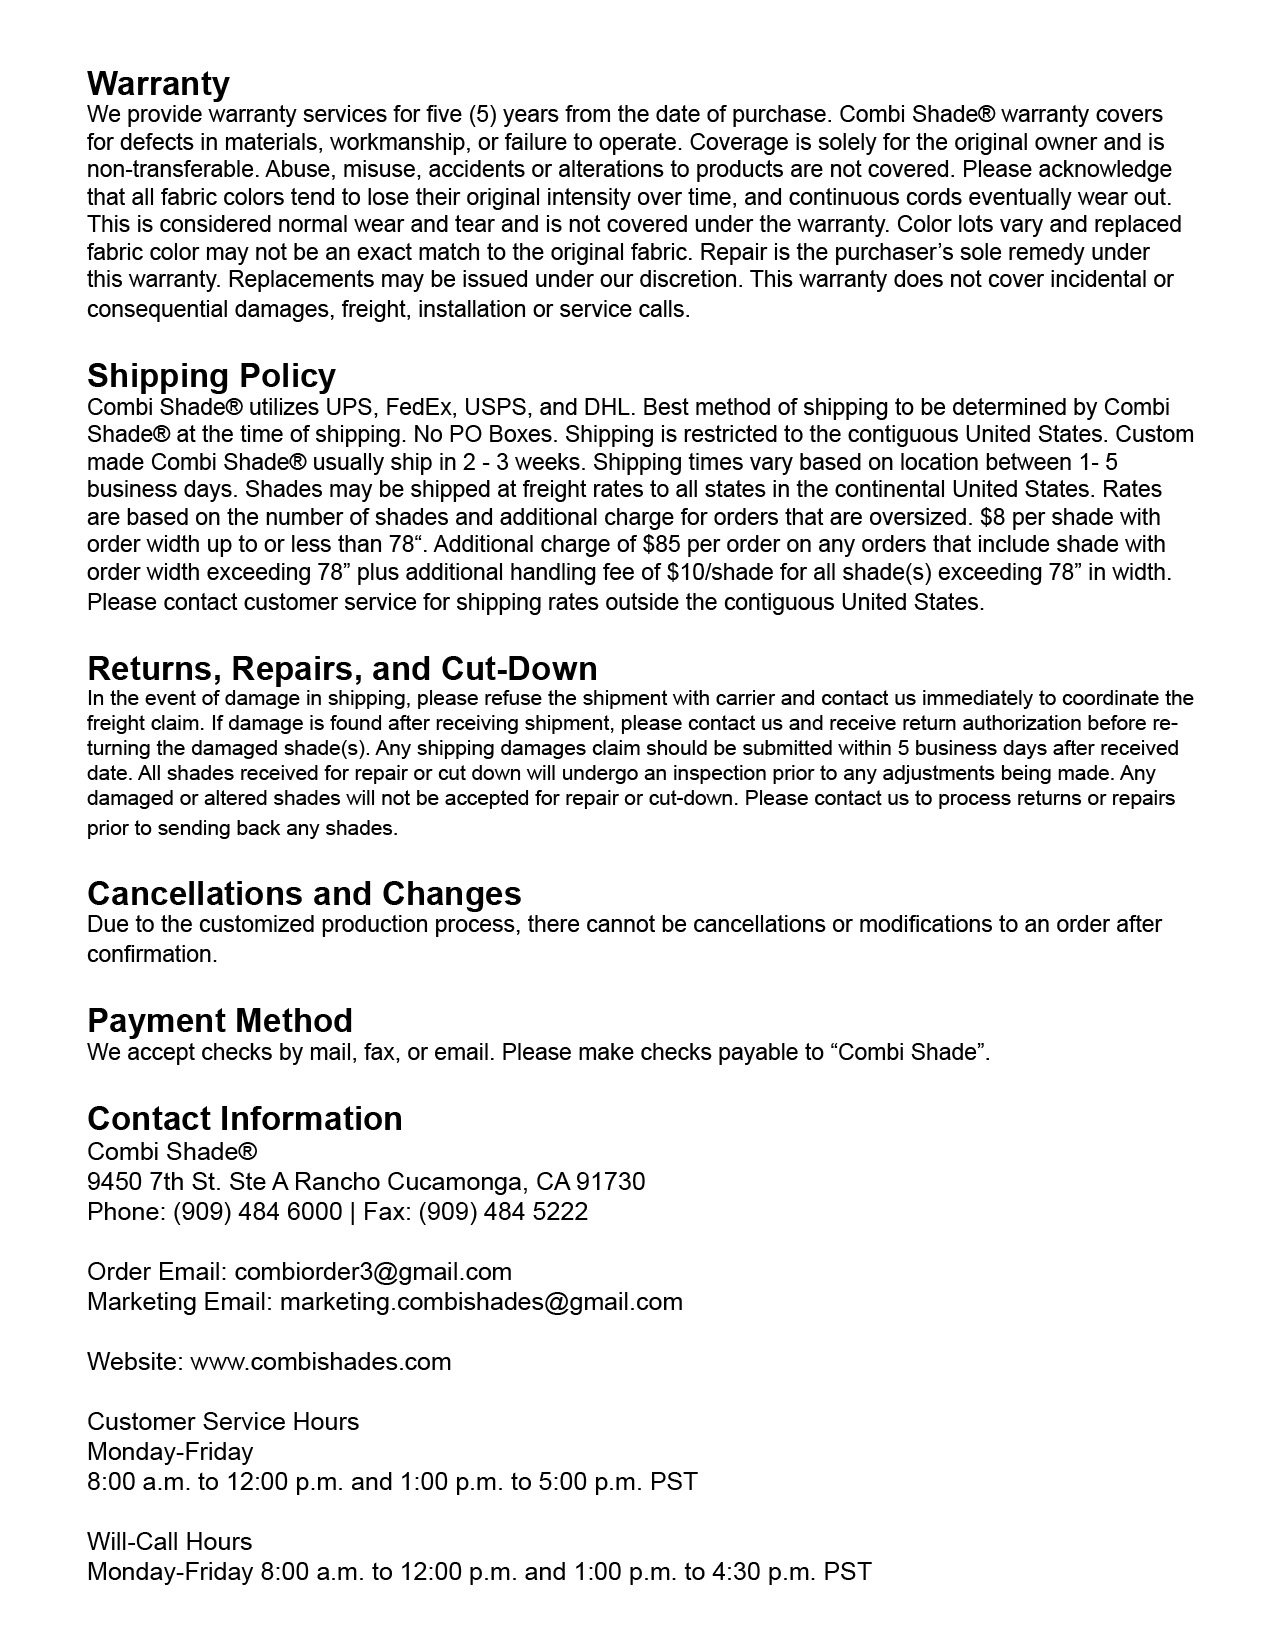 Warranty
We provide warranty services for five (5) years from the date of purchase. Combi Shade® warranty covers
for defects in materials, workmanship, or failure to operate. Coverage is solely for the original owner and is
non-transferable. Abuse, misuse, accidents or alterations to products are not covered. Please acknowledge
that all fabric colors tend to lose their original intensity over time, and continuous cords eventually wear out.
This is considered normal wear and tear and is not covered under the warranty. Color lots vary and replaced
fabric color may not be an exact match to the original fabric. Repair is the purchaser’s sole remedy under
this warranty. Replacements may be issued under our discretion. This warranty does not cover incidental or
consequential damages, freight, installation or service calls.
Shipping Policy
Combi Shade® utilizes UPS, FedEx, USPS, and DHL. Best method of shipping to be determined by Combi
Shade® at the time of shipping. No PO Boxes. Shipping is restricted to the contiguous United States. Custom
made Combi Shade® usually ship in 2 - 3 weeks. Shipping times vary based on location between 1- 5
business days. Shades may be shipped at freight rates to all states in the continental United States. Rates
are based on the number of shades and additional charge for orders that are oversized. $8 per shade with
order width up to or less than 78“. Additional charge of $85 per order on any orders that include shade with
order width exceeding 78” plus additional handling fee of $10/shade for all shade(s) exceeding 78” in width.
Please contact customer service for shipping rates outside the contiguous United States.
Returns, Repairs, and Cut-Down
In the event of damage in shipping, please refuse the shipment with carrier and contact us immediately to coordinate the
freight claim. If damage is found after receiving shipment, please contact us and receive return authorization before re-
turning the damaged shade(s). Any shipping damages claim should be submitted within 5 business days after received
date. All shades received for repair or cut down will undergo an inspection prior to any adjustments being made. Any
damaged or altered shades will not be accepted for repair or cut-down. Please contact us to process returns or repairs
prior to sending back any shades.
Cancellations and Changes
Due to the customized production process, there cannot be cancellations or modifications to an order after
confirmation.
Payment Method
We accept checks by mail, fax, or email. Please make checks payable to “Combi Shade”.
Contact Information
Combi Shade®
9450 7th St. Ste A Rancho Cucamonga, CA 91730
Phone: (909) 484 6000 | Fax: (909) 484 5222
Order Email: combiorder3@gmail.com
Marketing Email: marketing.combishades@gmail.com
Website: www.combishades.com
Customer Service Hours
Monday-Friday
8:00 a.m. to 12:00 p.m. and 1:00 p.m. to 5:00 p.m. PST
Will-Call Hours
Monday-Friday 8:00 a.m. to 12:00 p.m. and 1:00 p.m. to 4:30 p.m. PST